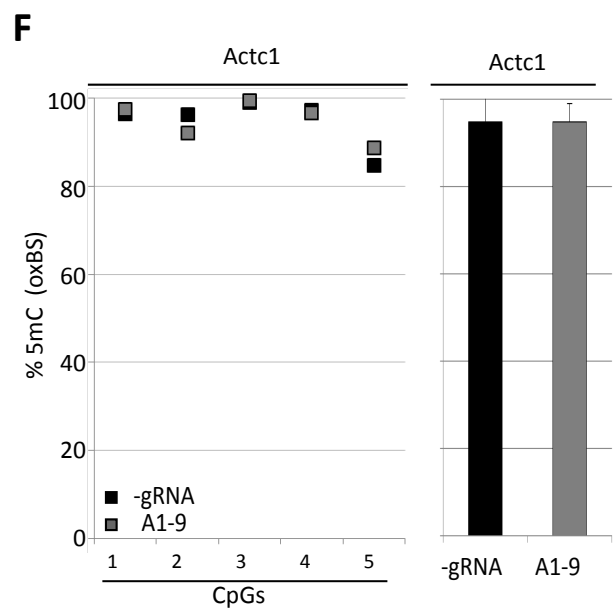 F
Actc1
Actc1
100
80
60
40
20
0
% 5mC (oxBS)
-gRNA
A1-9
1 2 3 4 5
CpGs
-gRNA A1-9